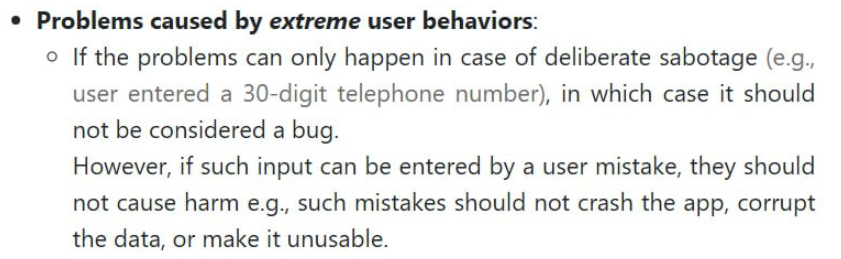 • Problems caused by extreme user behaviors:
○ If the problems can only happen in case of deliberate sabotage (e.g.,
user entered a 30-digit telephone number), in which case it should
not be considered a bug.
However, if such input can be entered by a user mistake, they should
not cause harm e.g., such mistakes should not crash the app, corrupt
the data, or make it unusable.